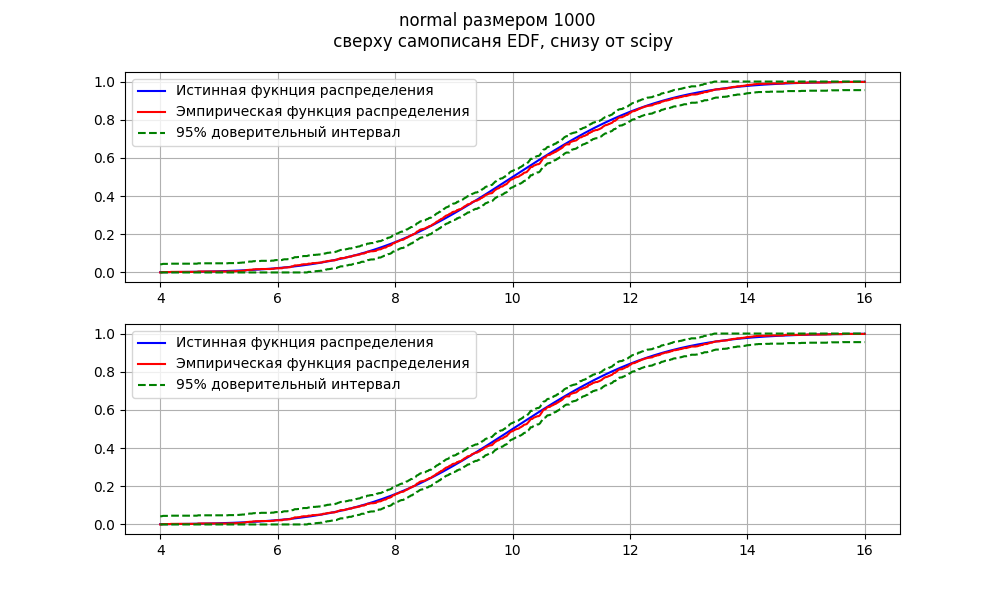 normal размером 1000
сверху самописаня EDF, снизу от scipy
1.0
0.8
0.6
0.4
0.2
0.0
Истинная фукнция распределения
Эмпирическая функция распределения
95% доверительный интервал
4 6 8 10 12 14 16
1.0
0.8
0.6
0.4
0.2
0.0
Истинная фукнция распределения
Эмпирическая функция распределения
95% доверительный интервал
4 6 8 10 12 14 16